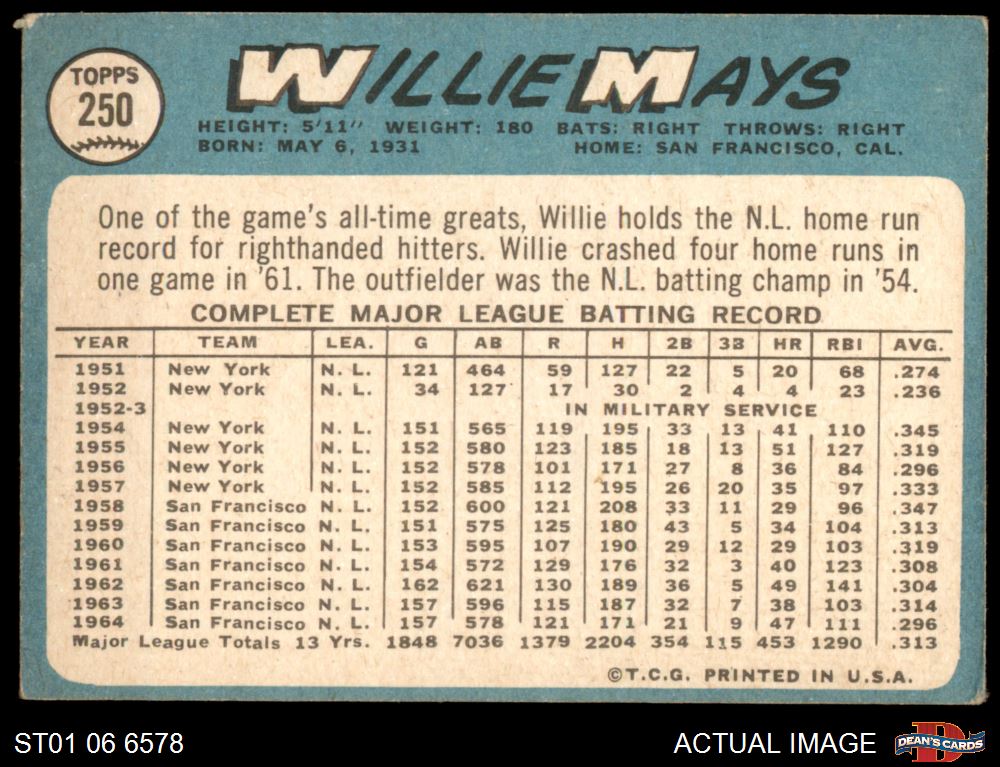 TOPPS
250
WILLIE MAYS
HEIGHT: 5'11" WEIGHT: 180 BATS: RIGHT THROWS: RIGHT
BORN: MAY 6, 1931 HOME: SAN FRANCISCO, CAL.
One of the game's all-time greats, Willie holds the N.L. home run
record for righthanded hitters. Willie crashed four home runs in
one game in '61. The outfielder was the N.L. batting champ in '54.
COMPLETE MAJOR LEAGUE BATTING RECORD
YEAR TEAM LEA. G AB R H 2B 3B HR RBI AVG.
1951 New York N. L. 121 464 59 127 22 5 20 68 .274
1952 New York N. L. 34 127 17 30 2 4 4 23 .236
1952-3 IN MILITARY SERVICE
1954 New York N. L. 151 565 119 195 33 13 41 110 .345
1955 New York N. L. 152 580 123 185 18 13 51 127 .319
1956 New York N. L. 152 578 101 171 27 8 36 84 .296
1957 New York N. L. 152 585 112 195 26 20 35 97 .333
1958 San Francisco N. L. 152 600 121 208 33 11 29 96 .347
1959 San Francisco N. L. 151 575 125 180 43 5 34 104 .313
1960 San Francisco N. L. 153 595 107 190 29 12 29 103 .319
1961 San Francisco N. L. 154 572 129 176 32 3 40 123 .308
1962 San Francisco N. L. 162 621 130 189 36 5 49 141 .304
1963 San Francisco N. L. 157 596 115 187 32 7 38 103 .314
1964 San Francisco N. L. 157 578 121 171 21 9 47 111 .296
Major League Totals 13 Yrs. 1848 7036 1379 2204 354 115 453 1290 .313
©T.C.G. PRINTED IN U.S.A.
ST01 06 6578 ACTUAL IMAGE D DEAN'S CARDS